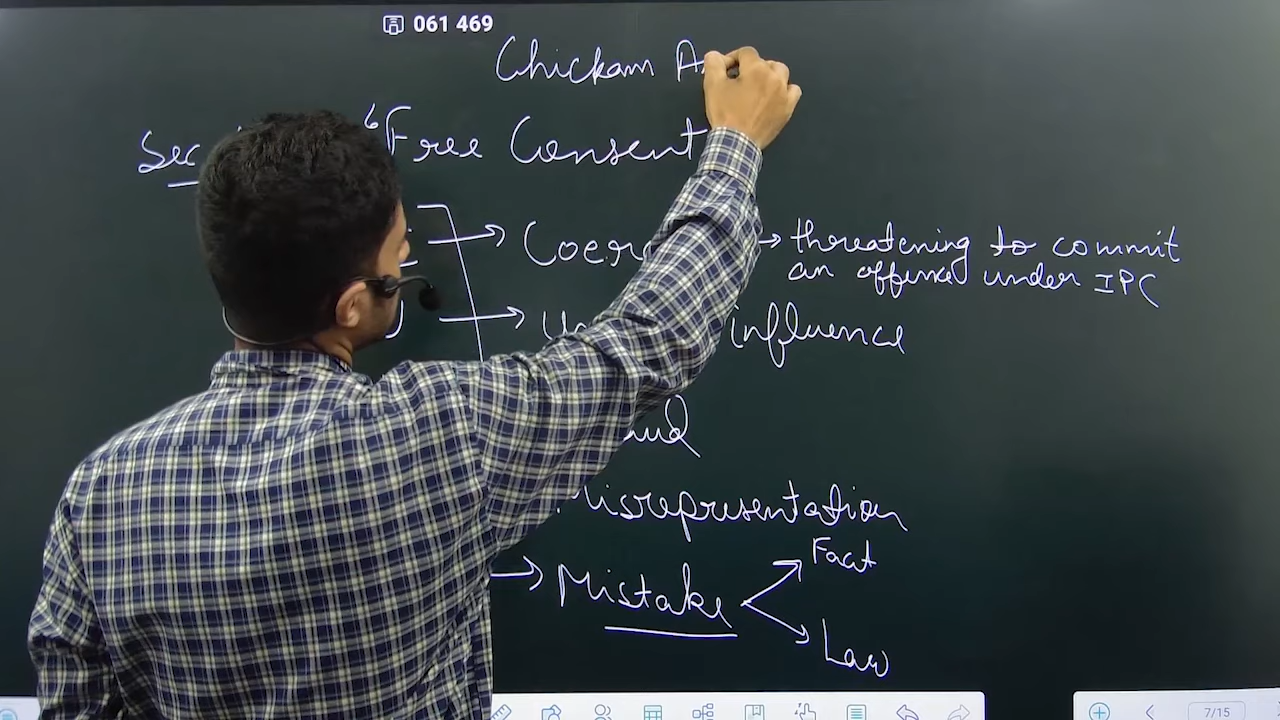 061 469
Chickam A
Sec "Free Consent
Coer → threatening to commit
an offence under IPC
influence
Misrepresentation
Fact
Mistake
Law
7/15